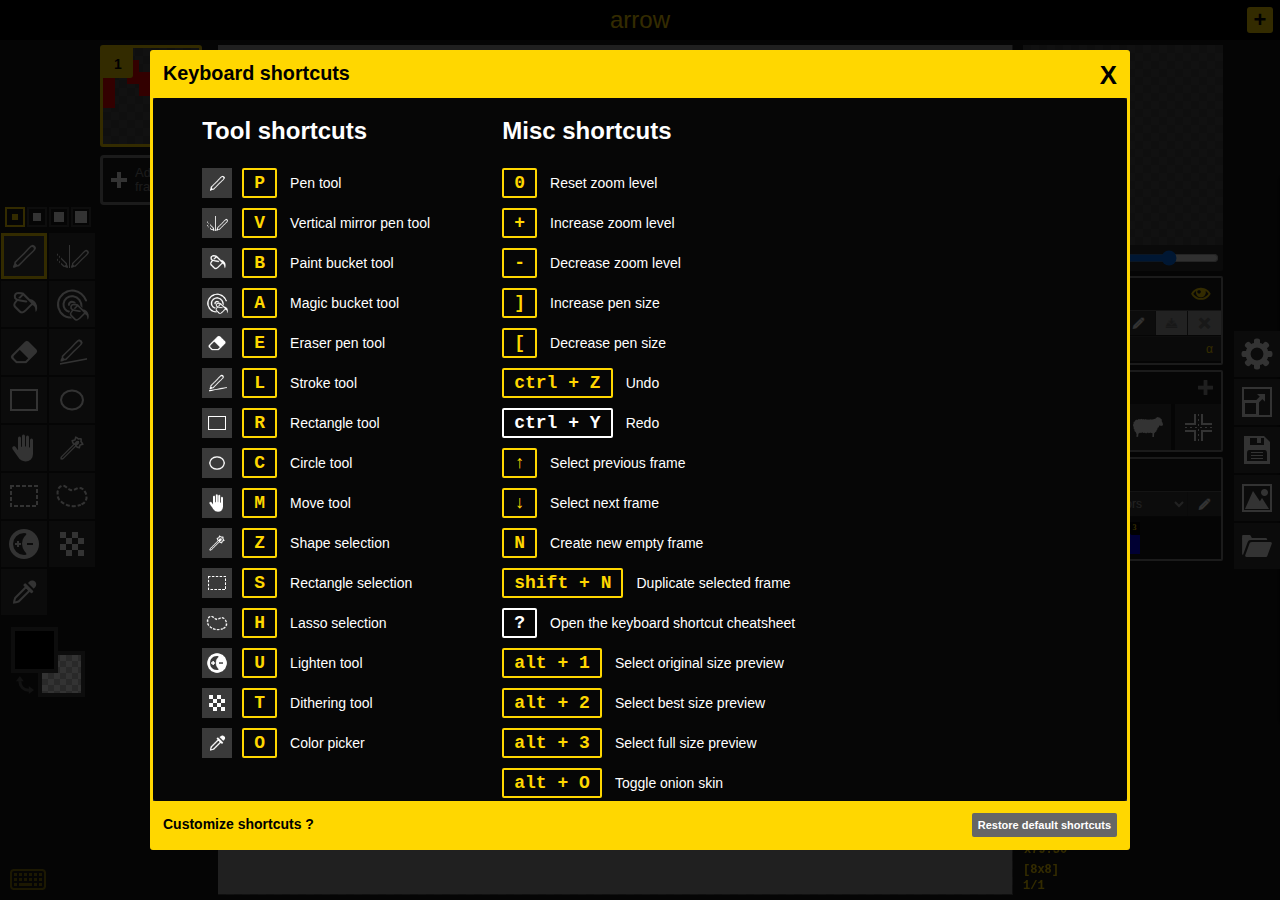 arrow
+
1
Keyboard shortcuts
X
Tool shortcuts
P Pen tool
V Vertical mirror pen tool
B Paint bucket tool
A Magic bucket tool
E Eraser pen tool
L Stroke tool
R Rectangle tool
C Circle tool
M Move tool
Z Shape selection
S Rectangle selection
H Lasso selection
U Lighten tool
T Dithering tool
O Color picker
Misc shortcuts
0 Reset zoom level
+ Increase zoom level
- Decrease zoom level
] Increase pen size
[ Decrease pen size
ctrl + Z Undo
ctrl + Y Redo
↑ Select previous frame
↓ Select next frame
N Create new empty frame
shift + N Duplicate selected frame
? Open the keyboard shortcut cheatsheet
alt + 1 Select original size preview
alt + 2 Select best size preview
alt + 3 Select full size preview
alt + O Toggle onion skin
Customize shortcuts ?
Restore default shortcuts
α
[8x8]
1/1